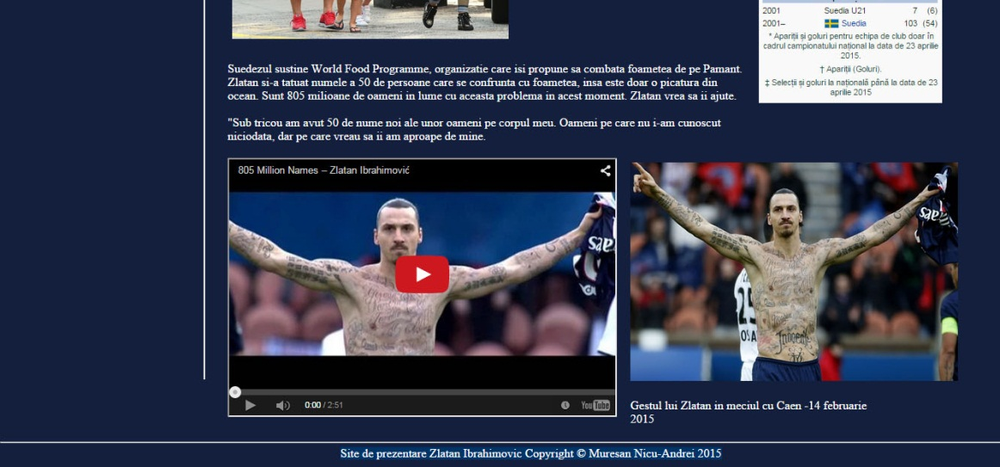 2001 Suedia U21 7 (6)
2001– Suedia 103 (54)
* Apariții și goluri pentru echipa de club doar în
cadrul campionatului național la data de 23 aprilie
2015.
† Apariții (Goluri).
‡ Selecții și goluri la națională până la data de 23
aprilie 2015
Suedezul sustine World Food Programme, organizatie care isi propune sa combata foametea de pe Pamant.
Zlatan si-a tatuat numele a 50 de persoane care se confrunta cu foametea, insa este doar o picatura din
ocean. Sunt 805 milioane de oameni in lume cu aceasta problema in acest moment. Zlatan vrea sa ii ajute.
"Sub tricou am avut 50 de nume noi ale unor oameni pe corpul meu. Oameni pe care nu i-am cunoscut
niciodata, dar pe care vreau sa ii am aproape de mine.
805 Million Names – Zlatan Ibrahimović
0:00 / 2:51
YouTube
Gestul lui Zlatan in meciul cu Caen -14 februarie
2015
Site de prezentare Zlatan Ibrahimovic Copyright © Muresan Nicu-Andrei 2015